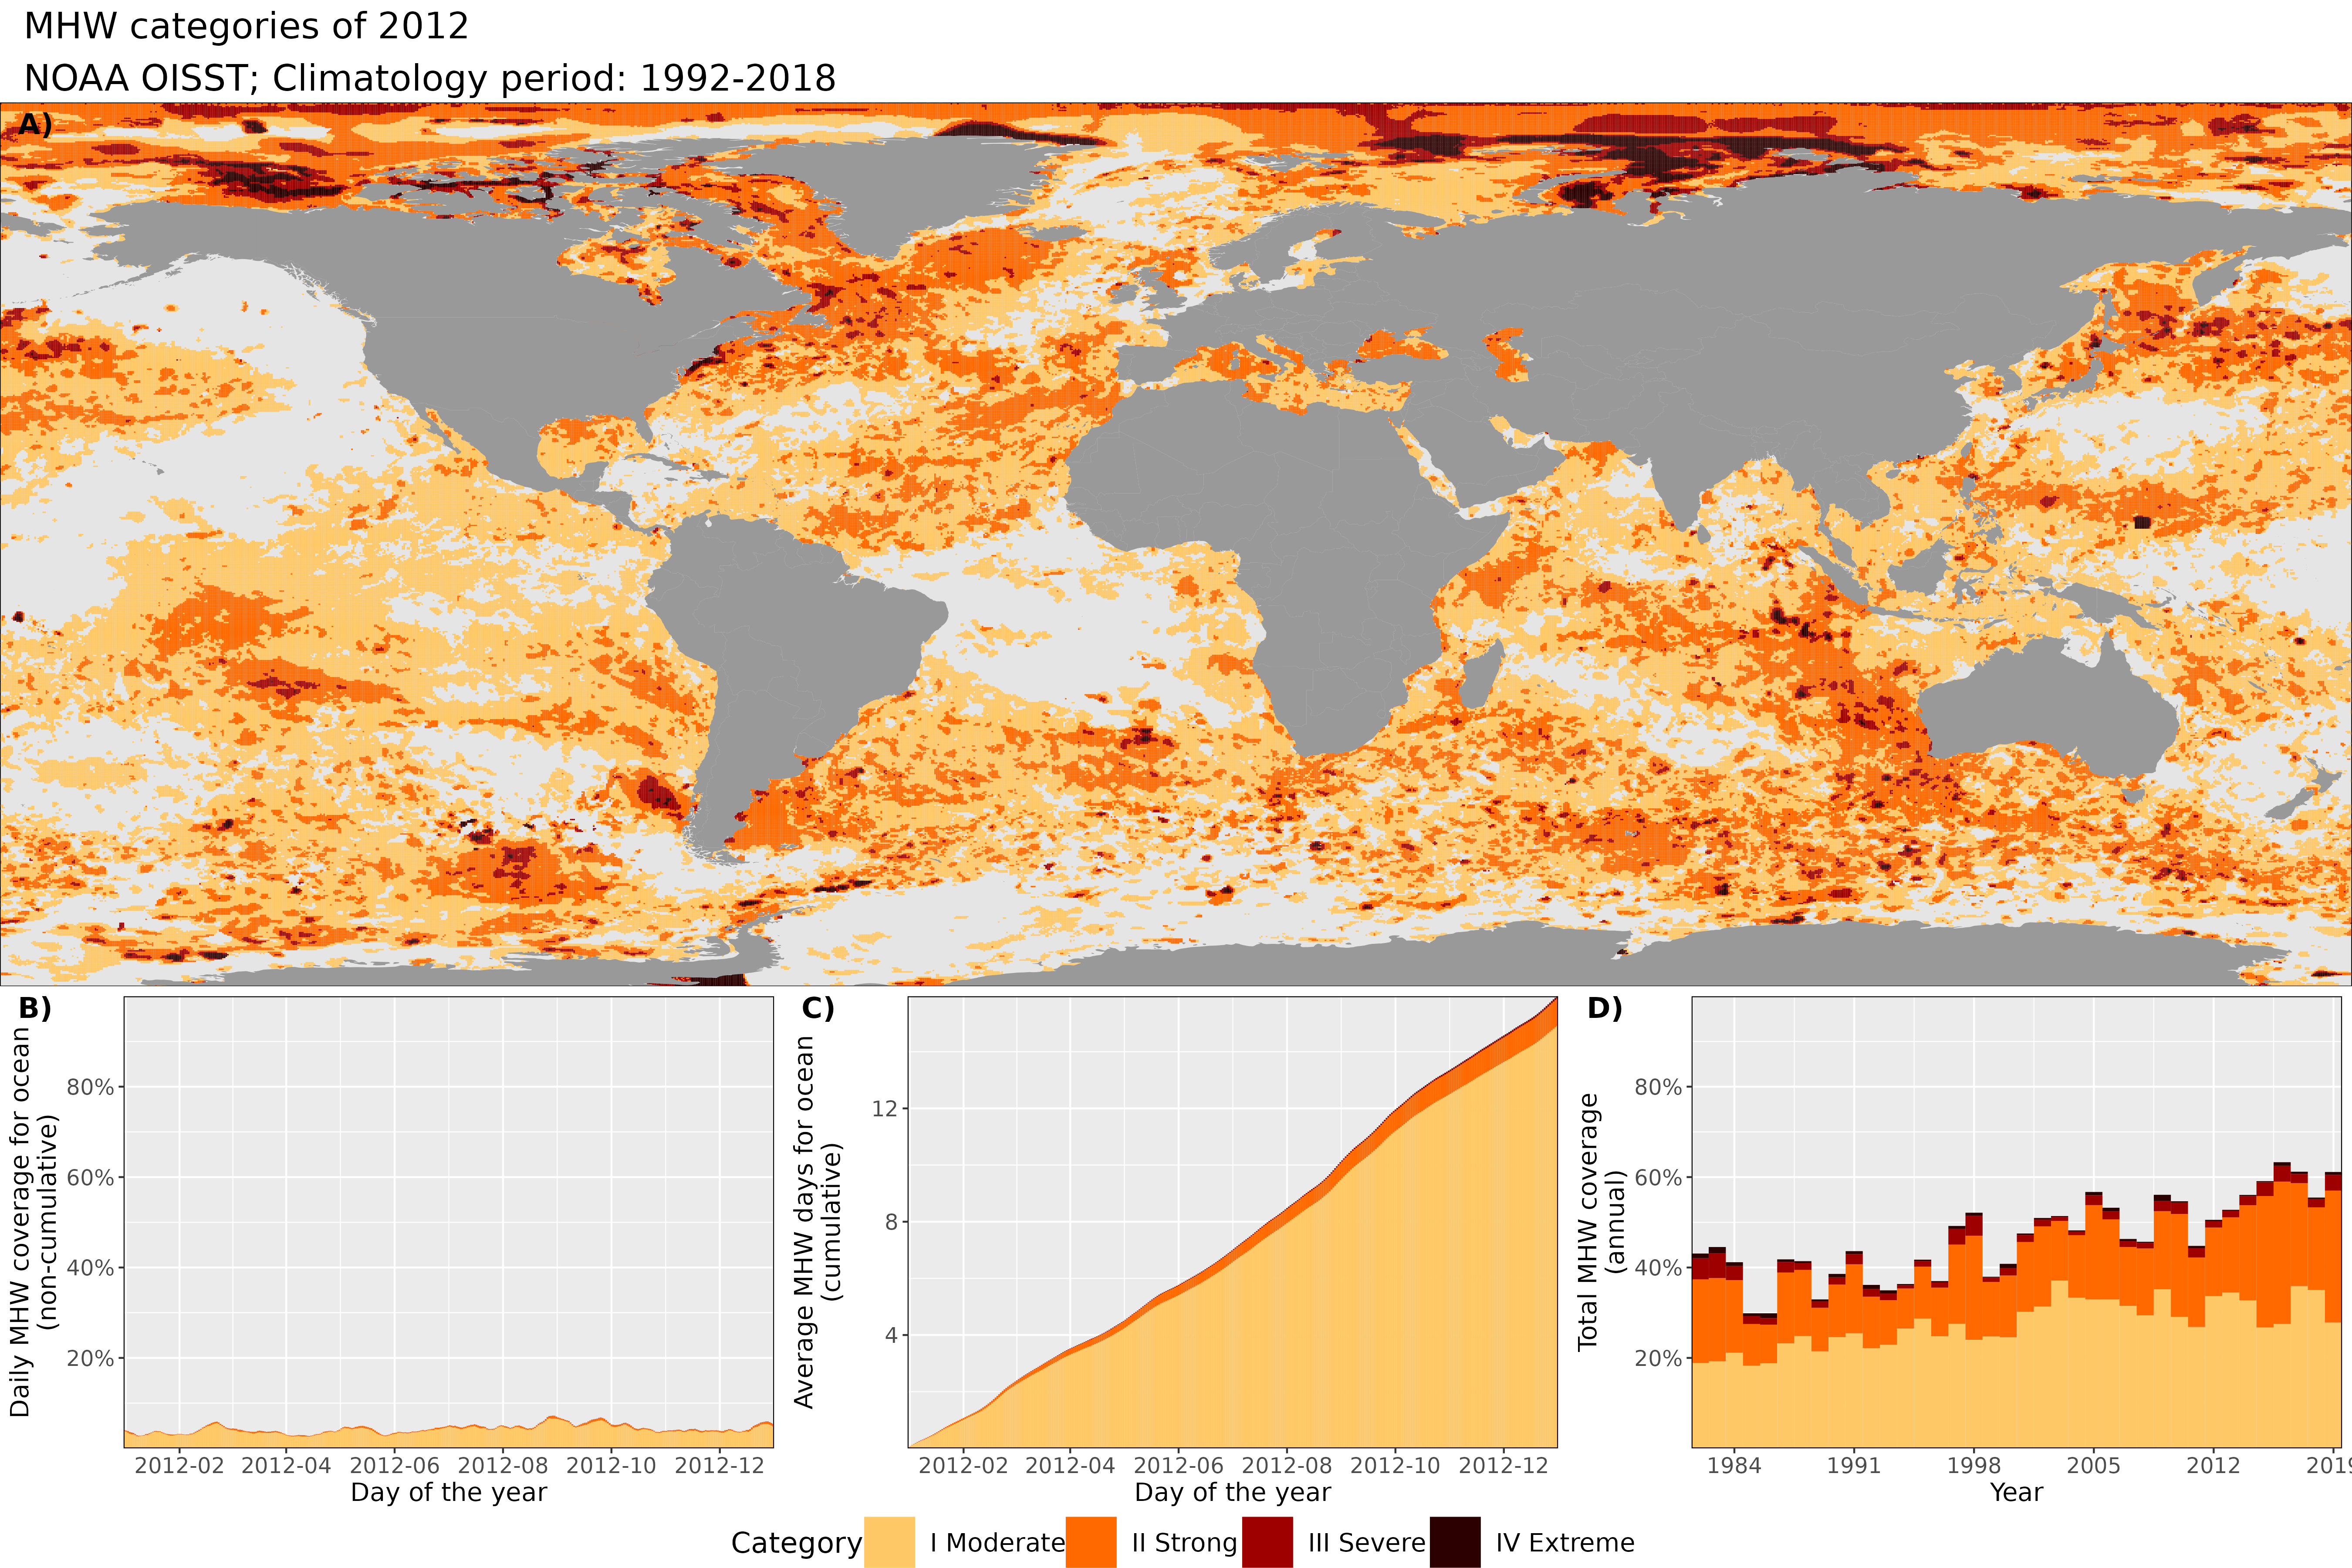 MHW categories of 2012
NOAA OISST; Climatology period: 1992-2018
A)
B)
Daily MHW coverage for ocean
(non-cumulative)
80%
60%
40%
20%
2012-02 2012-04 2012-06 2012-08 2012-10 2012-12
Day of the year
C)
Average MHW days for ocean
(cumulative)
12
8
4
2012-02 2012-04 2012-06 2012-08 2012-10 2012-12
Day of the year
D)
Total MHW coverage
(annual)
80%
60%
40%
20%
1984 1991 1998 2005 2012 2019
Year
Category I Moderate II Strong III Severe IV Extreme